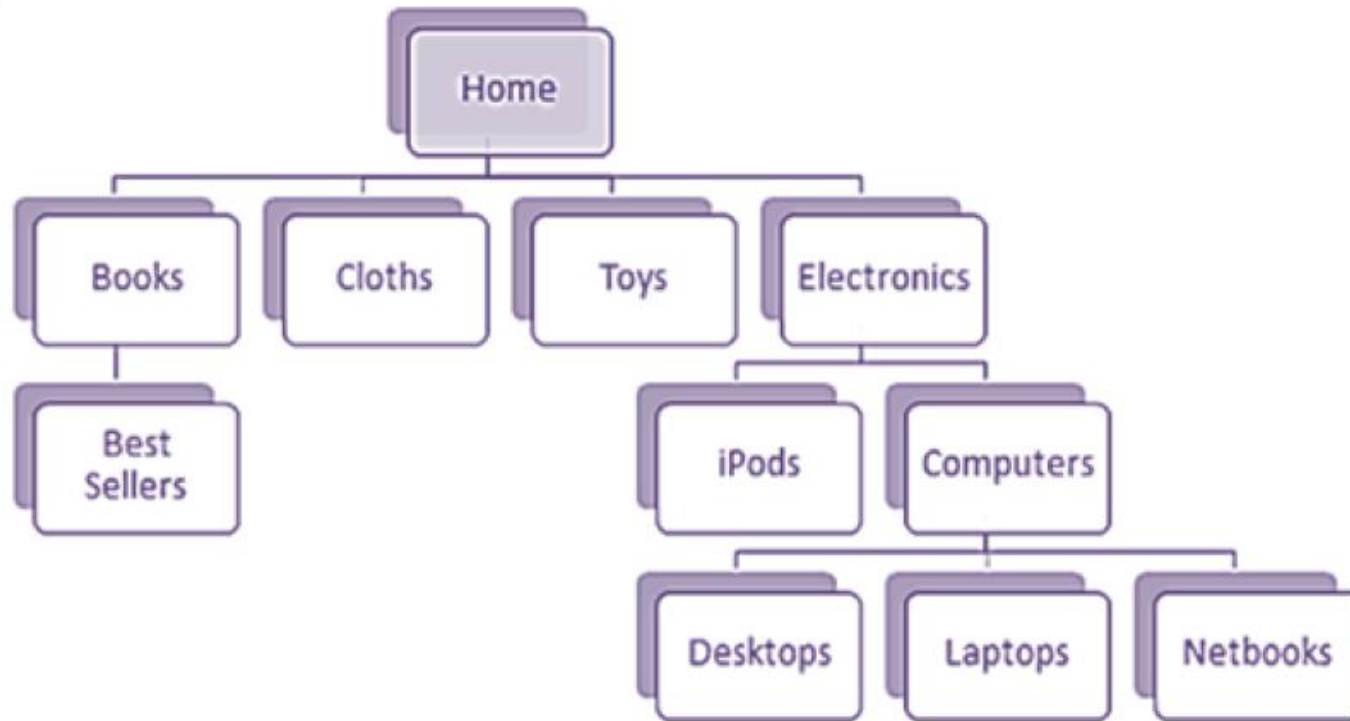 Home
Books
Cloths
Toys
Electronics
Best
Sellers
iPods
Computers
Desktops
Laptops
Netbooks